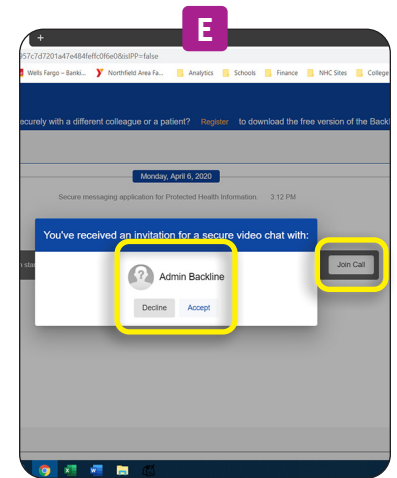 E
957c7d7201a47e484feffc0f6e0&isIPP=false
Wells Fargo – Banki... Northfield Area Fa... Analytics Schools Finance NHC Sites College
ecurely with a different colleague or a patient? Register to download the free version of the Backl
Monday, April 6, 2020
Secure messaging application for Protected Health Information. 3:12 PM
You've received an invitation for a secure video chat with:
n star
Admin Backline
Join Call
Decline Accept